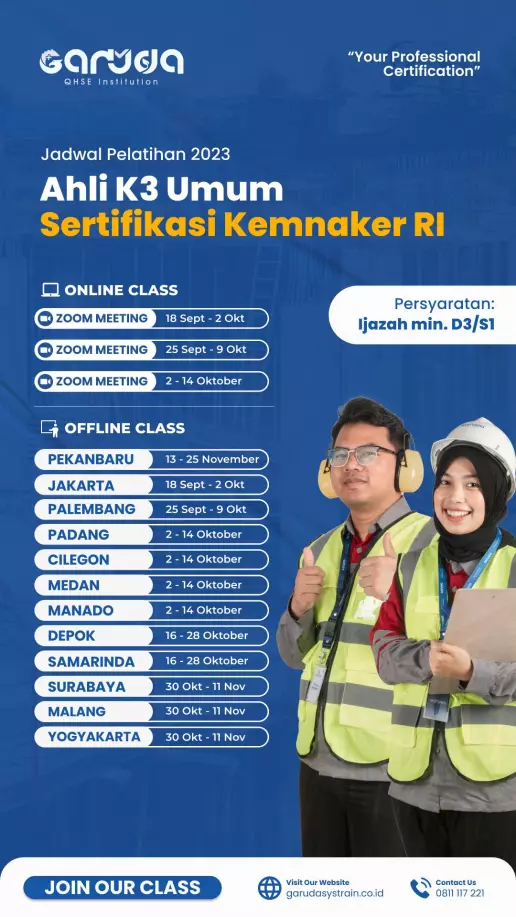 GARUDA
QHSE Institution
“Your Professional
Certification”
Jadwal Pelatihan 2023
Ahli K3 Umum
Sertifikasi Kemnaker RI
ONLINE CLASS
ZOOM MEETING 18 Sept - 2 Okt
ZOOM MEETING 25 Sept - 9 Okt
ZOOM MEETING 2 - 14 Oktober
Persyaratan:
Ijazah min. D3/S1
OFFLINE CLASS
PEKANBARU 13 - 25 November
JAKARTA 18 Sept - 2 Okt
PALEMBANG 25 Sept - 9 Okt
PADANG 2 - 14 Oktober
CILEGON 2 - 14 Oktober
MEDAN 2 - 14 Oktober
MANADO 2 - 14 Oktober
DEPOK 16 - 28 Oktober
SAMARINDA 16 - 28 Oktober
SURABAYA 30 Okt - 11 Nov
MALANG 30 Okt - 11 Nov
YOGYAKARTA 30 Okt - 11 Nov
JOIN OUR CLASS
Visit Our Website
garudasystrain.co.id
Contact Us
0811 117 221